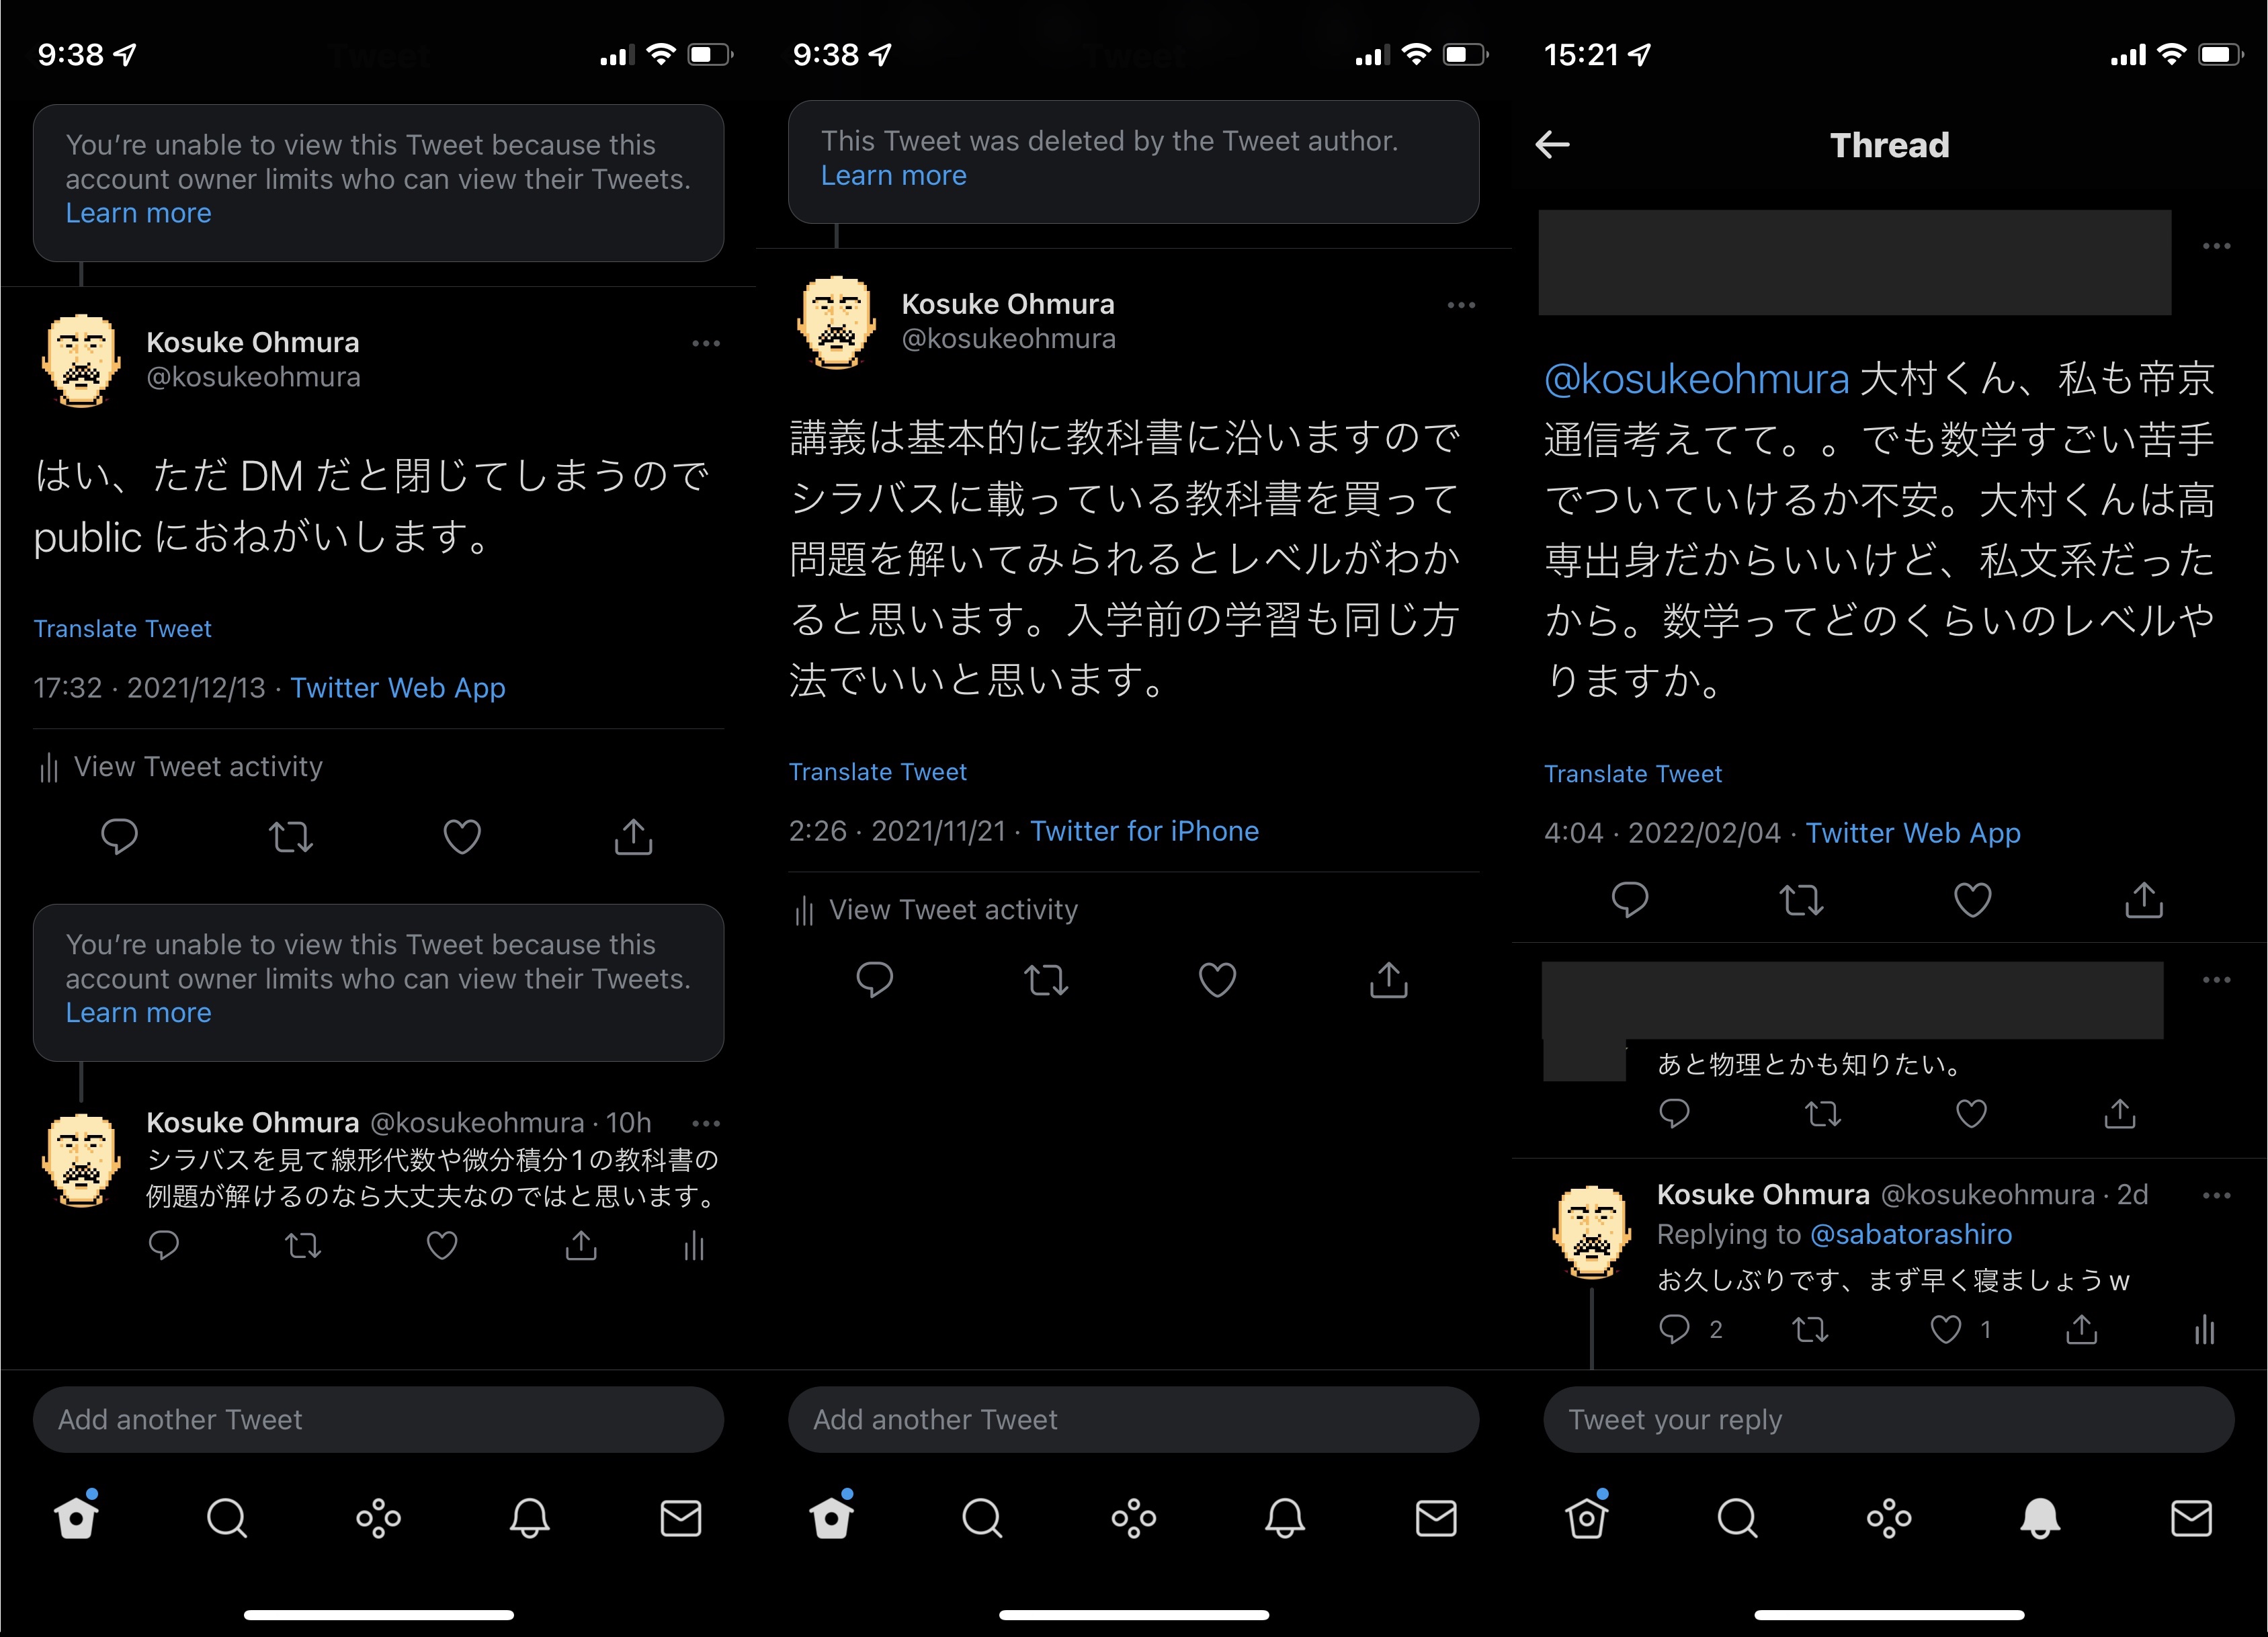 9:38
Tweet
You're unable to view this Tweet because this
account owner limits who can view their Tweets.
Learn more
Kosuke Ohmura
@kosukeohmura
はい、ただ DM だと閉じてしまうので
public におねがいします。
Translate Tweet
17:32 · 2021/12/13 · Twitter Web App
View Tweet activity
You're unable to view this Tweet because this
account owner limits who can view their Tweets.
Learn more
Kosuke Ohmura @kosukeohmura · 10h
シラバスを見て線形代数や微分積分1の教科書の
例題が解けるのなら大丈夫なのではと思います。
Add another Tweet
9:38
Tweet
This Tweet was deleted by the Tweet author.
Learn more
Kosuke Ohmura
@kosukeohmura
講義は基本的に教科書に沿いますので
シラバスに載っている教科書を買って
問題を解いてみられるとレベルがわか
ると思います。入学前の学習も同じ方
法でいいと思います。
Translate Tweet
2:26 · 2021/11/21 · Twitter for iPhone
View Tweet activity
Add another Tweet
15:21
Thread
@kosukeohmura 大村くん、私も帝京
通信考えてて。。でも数学すごい苦手
でついていけるか不安。大村くんは高
専出身だからいいけど、私文系だった
から。数学ってどのくらいのレベルや
りますか。
Translate Tweet
4:04 · 2022/02/04 · Twitter Web App
あと物理とかも知りたい。
Kosuke Ohmura @kosukeohmura · 2d
Replying to @sabatorashiro
お久しぶりです、まず早く寝ましょうw
2
1
Tweet your reply